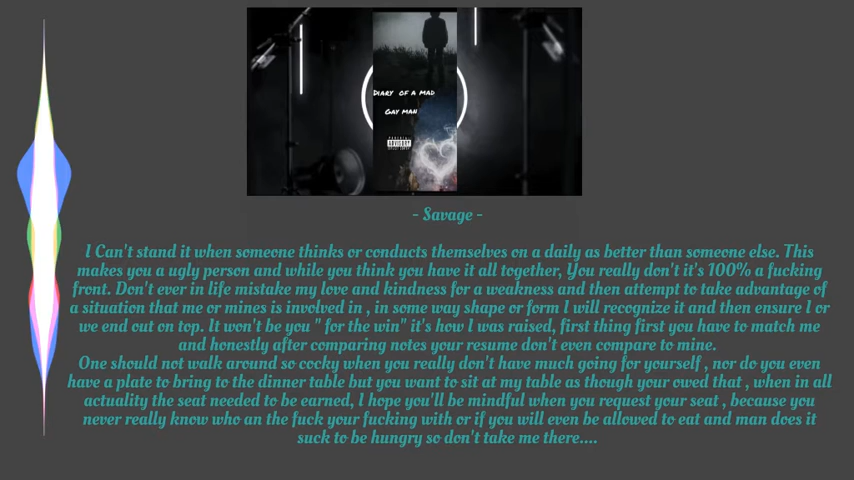 DIARY OF A MAD
GAY MAN
PARENTAL
ADVISORY
EXPLICIT CONTENT
- Savage -
I Can't stand it when someone thinks or conducts themselves on a daily as better than someone else. This
makes you a ugly person and while you think you have it all together, You really don't it's 100% a fucking
front. Don't ever in life mistake my love and kindness for a weakness and then attempt to take advantage of
a situation that me or mines is involved in , in some way shape or form I will recognize it and then ensure I or
we end out on top. It won't be you " for the win" it's how I was raised, first thing first you have to match me
and honestly after comparing notes your resume don't even compare to mine.
One should not walk around so cocky when you really don't have much going for yourself , nor do you even
have a plate to bring to the dinner table but you want to sit at my table as though your owed that , when in all
actuality the seat needed to be earned, I hope you'll be mindful when you request your seat , because you
never really know who an the fuck your fucking with or if you will even be allowed to eat and man does it
suck to be hungry so don't take me there....